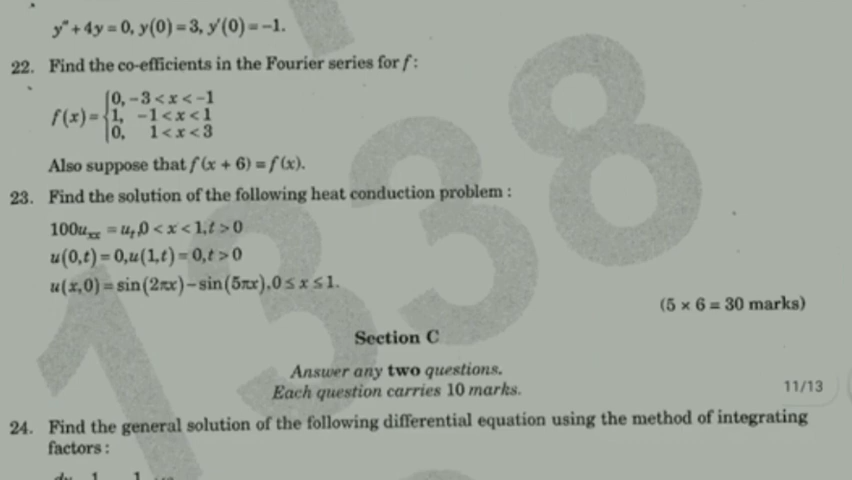 y" + 4y = 0, y(0) = 3, y'(0) = -1.
22. Find the co-efficients in the Fourier series for f :
f(x) = {0, -3 < x < -1
1, -1 < x < 1
0, 1 < x < 3
Also suppose that f(x + 6) = f(x).
23. Find the solution of the following heat conduction problem :
100uₓₓ = uₜ, 0 < x < 1, t > 0
u(0,t) = 0, u(1,t) = 0, t > 0
u(x,0) = sin(2πx) – sin(5πx), 0 ≤ x ≤ 1.
(5 × 6 = 30 marks)
Section C
Answer any two questions.
Each question carries 10 marks.
11/13
24. Find the general solution of the following differential equation using the method of integrating
factors :
1338